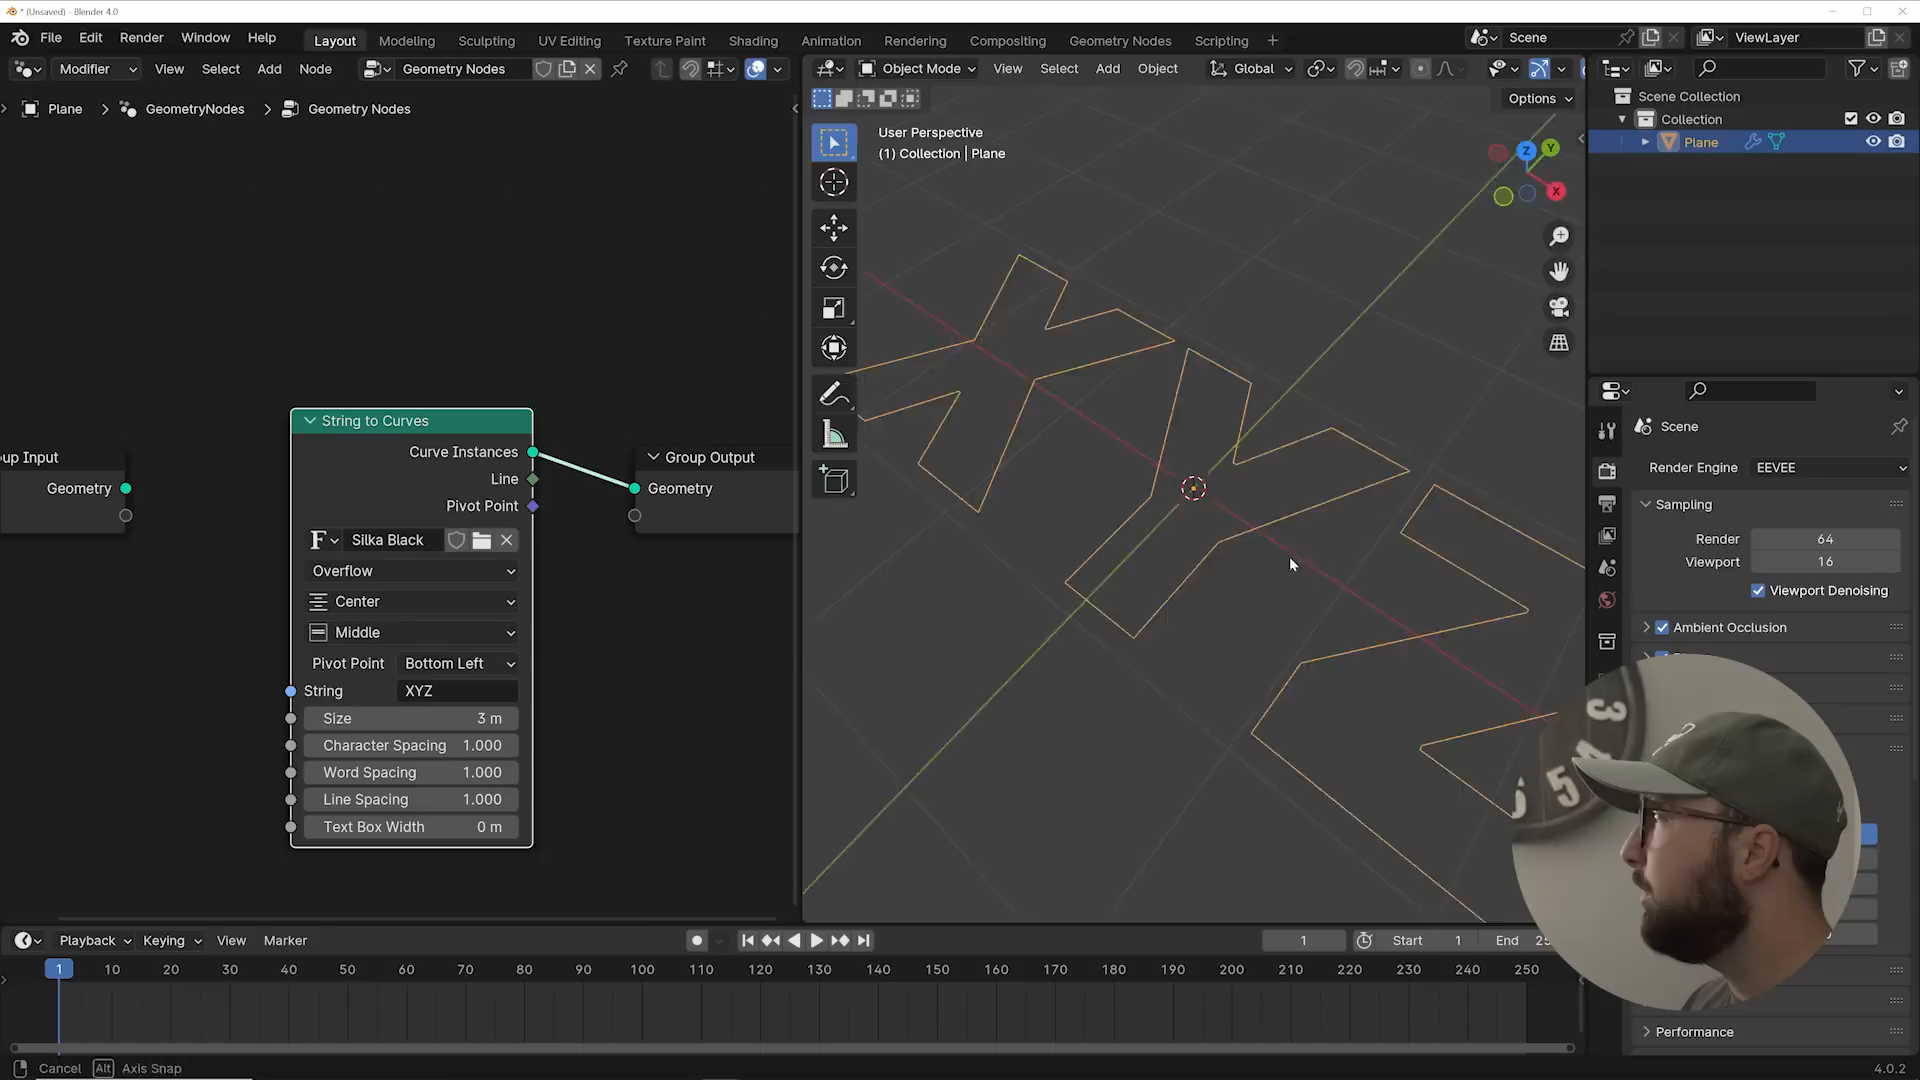 * (Unsaved) - Blender 4.0
File Edit Render Window Help
Layout Modeling Sculpting UV Editing Texture Paint Shading Animation Rendering Compositing Geometry Nodes Scripting +
Scene
ViewLayer
Modifier View Select Add Node Geometry Nodes
Object Mode View Select Add Object Global
Options
Plane > GeometryNodes > Geometry Nodes
User Perspective
(1) Collection | Plane
Z Y X
Scene Collection
Collection
Plane
up Input
Geometry
String to Curves
Curve Instances
Line
Pivot Point
F Silka Black
Overflow
Center
Middle
Pivot Point Bottom Left
String XYZ
Size 3 m
Character Spacing 1.000
Word Spacing 1.000
Line Spacing 1.000
Text Box Width 0 m
Group Output
Geometry
XYZ
Scene
Render Engine EEVEE
Sampling
Render 64
Viewport 16
Viewport Denoising
Ambient Occlusion
Performance
3
4
5
6
Playback Keying View Marker
1
Start 1
End 25
1 10 20 30 40 50 60 70 80 90 100 110 120 130 140 150 160 170 180 190 200 210 220 230 240 250
Cancel Alt Axis Snap
4.0.2